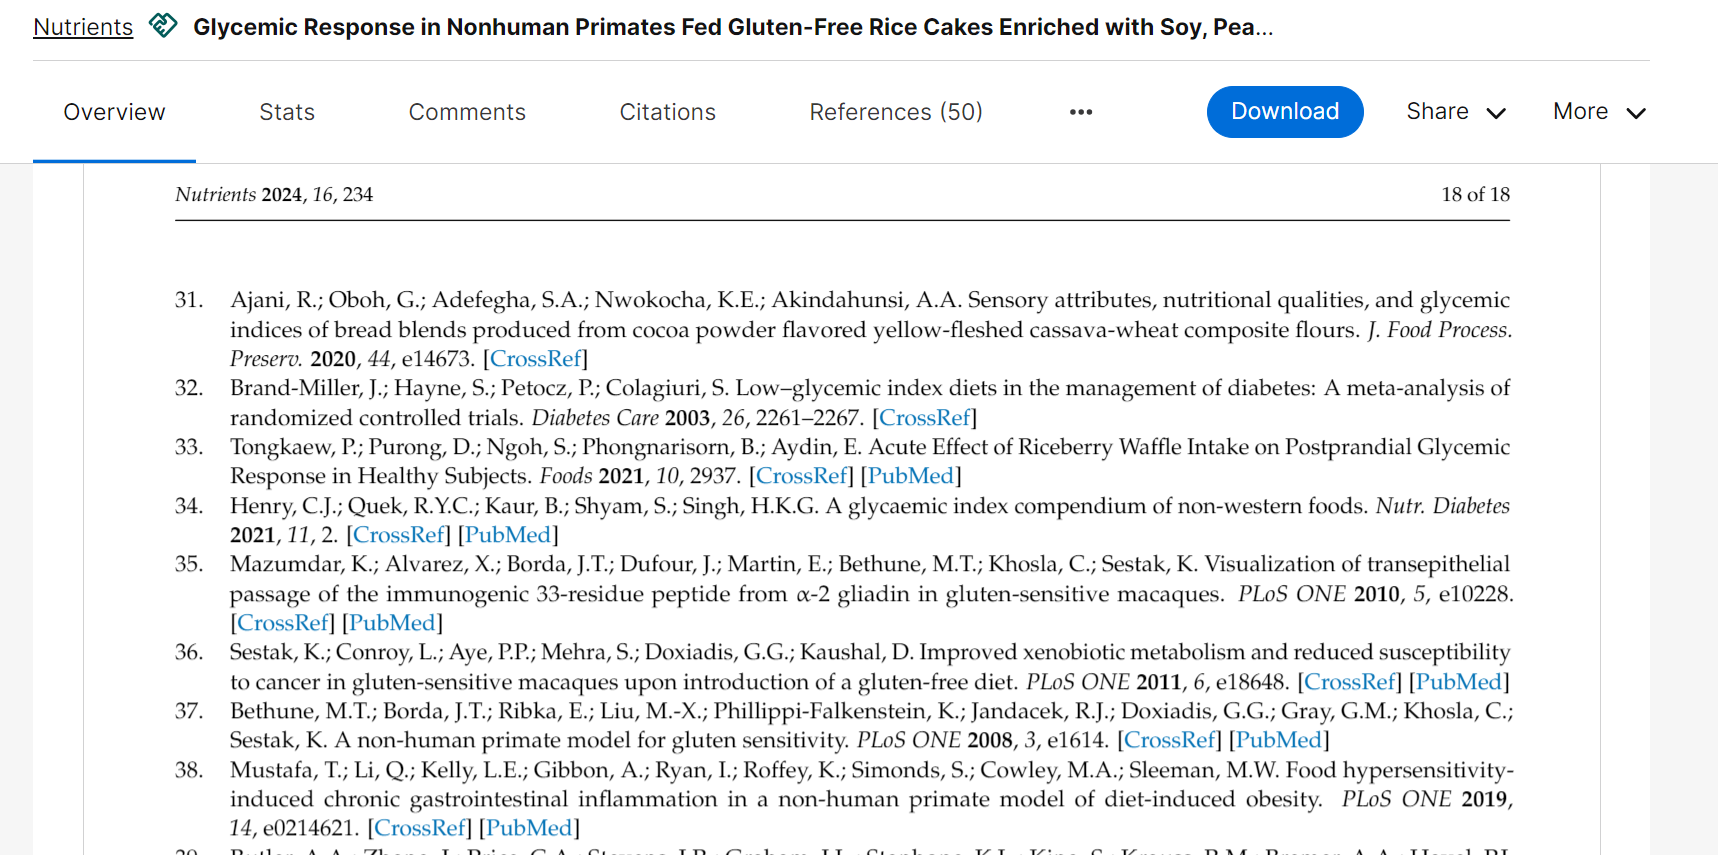 Nutrients Glycemic Response in Nonhuman Primates Fed Gluten-Free Rice Cakes Enriched with Soy, Pea...
Overview Stats Comments Citations References (50) ... Download Share More
Nutrients 2024, 16, 234 18 of 18
31. Ajani, R.; Oboh, G.; Adefegha, S.A.; Nwokocha, K.E.; Akindahunsi, A.A. Sensory attributes, nutritional qualities, and glycemic
indices of bread blends produced from cocoa powder flavored yellow-fleshed cassava-wheat composite flours. J. Food Process.
Preserv. 2020, 44, e14673. [CrossRef]
32. Brand-Miller, J.; Hayne, S.; Petocz, P.; Colagiuri, S. Low–glycemic index diets in the management of diabetes: A meta-analysis of
randomized controlled trials. Diabetes Care 2003, 26, 2261–2267. [CrossRef]
33. Tongkaew, P.; Purong, D.; Ngoh, S.; Phongnarisorn, B.; Aydin, E. Acute Effect of Riceberry Waffle Intake on Postprandial Glycemic
Response in Healthy Subjects. Foods 2021, 10, 2937. [CrossRef] [PubMed]
34. Henry, C.J.; Quek, R.Y.C.; Kaur, B.; Shyam, S.; Singh, H.K.G. A glycaemic index compendium of non-western foods. Nutr. Diabetes
2021, 11, 2. [CrossRef] [PubMed]
35. Mazumdar, K.; Alvarez, X.; Borda, J.T.; Dufour, J.; Martin, E.; Bethune, M.T.; Khosla, C.; Sestak, K. Visualization of transepithelial
passage of the immunogenic 33-residue peptide from α-2 gliadin in gluten-sensitive macaques. PLoS ONE 2010, 5, e10228.
[CrossRef] [PubMed]
36. Sestak, K.; Conroy, L.; Aye, P.P.; Mehra, S.; Doxiadis, G.G.; Kaushal, D. Improved xenobiotic metabolism and reduced susceptibility
to cancer in gluten-sensitive macaques upon introduction of a gluten-free diet. PLoS ONE 2011, 6, e18648. [CrossRef] [PubMed]
37. Bethune, M.T.; Borda, J.T.; Ribka, E.; Liu, M.-X.; Phillippi-Falkenstein, K.; Jandacek, R.J.; Doxiadis, G.G.; Gray, G.M.; Khosla, C.;
Sestak, K. A non-human primate model for gluten sensitivity. PLoS ONE 2008, 3, e1614. [CrossRef] [PubMed]
38. Mustafa, T.; Li, Q.; Kelly, L.E.; Gibbon, A.; Ryan, I.; Roffey, K.; Simonds, S.; Cowley, M.A.; Sleeman, M.W. Food hypersensitivity-
induced chronic gastrointestinal inflammation in a non-human primate model of diet-induced obesity. PLoS ONE 2019,
14, e0214621. [CrossRef] [PubMed]